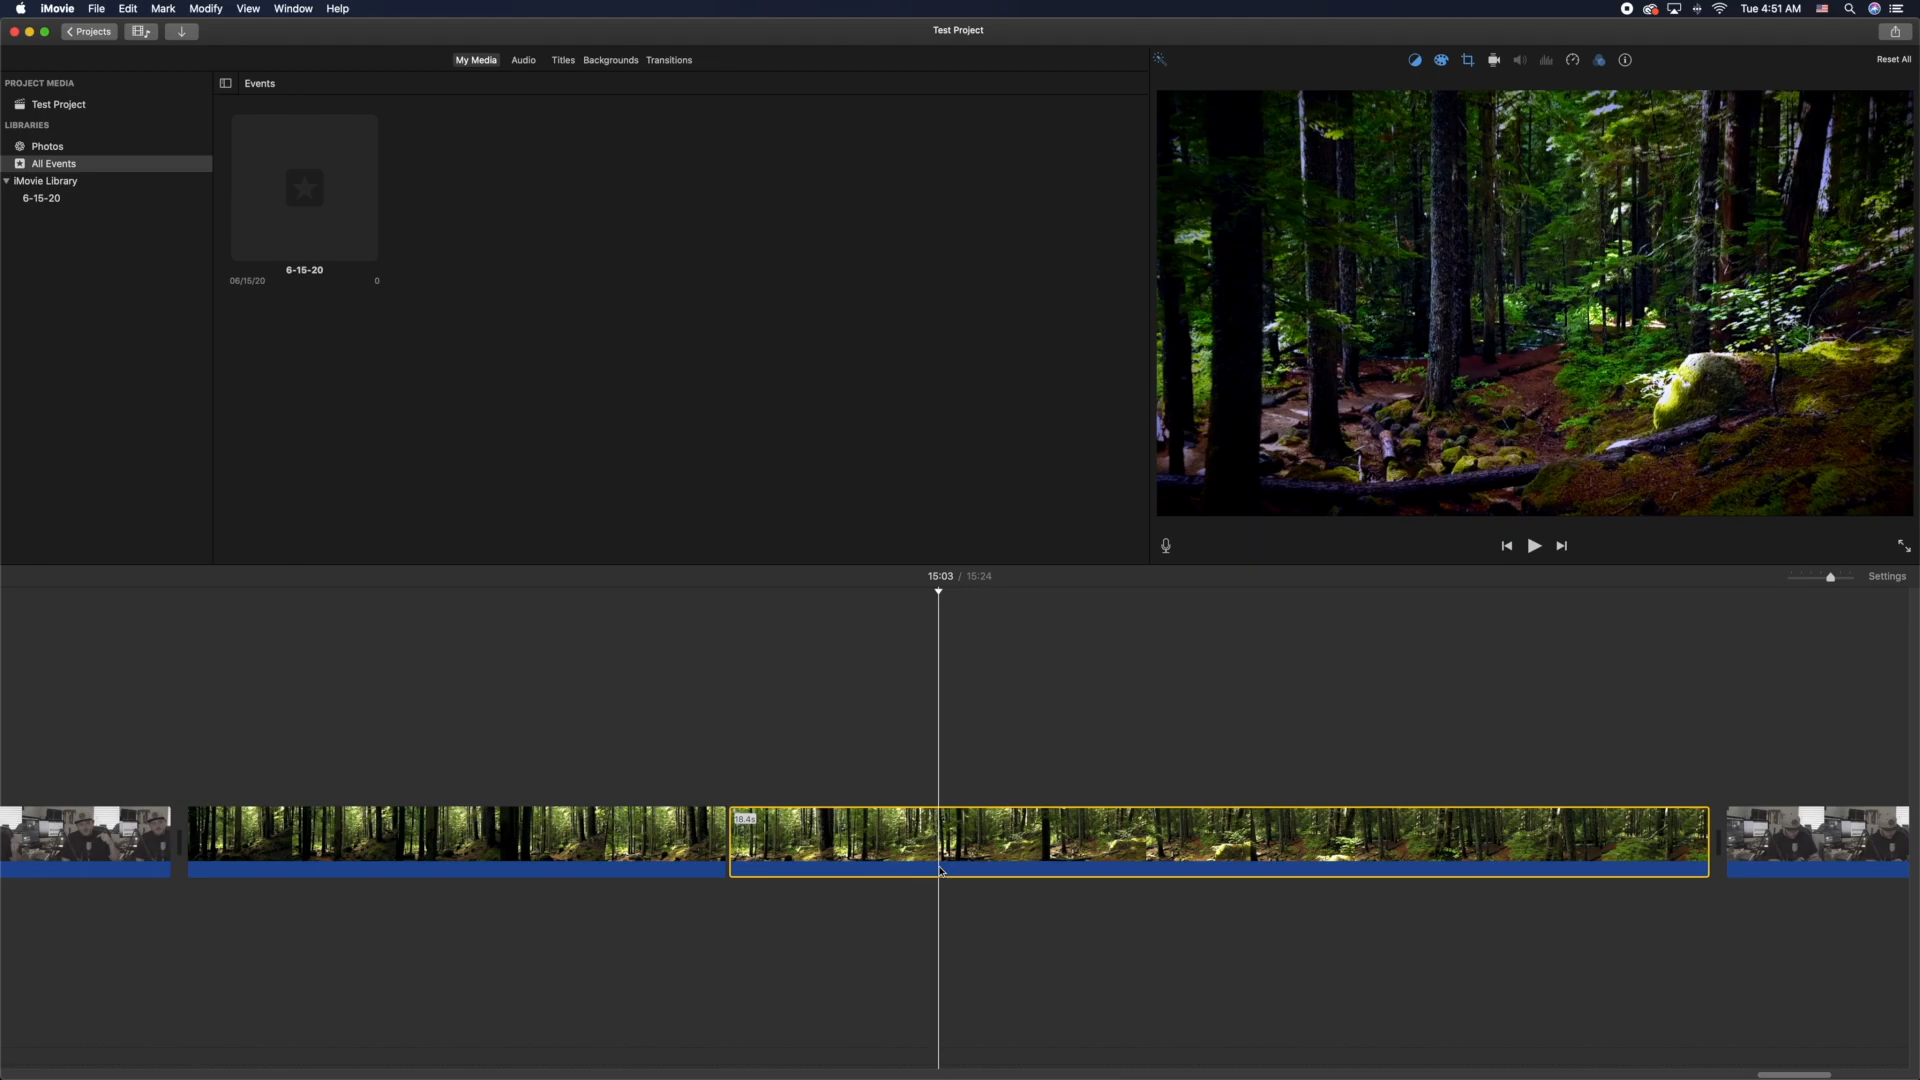 iMovie File Edit Mark Modify View Window Help
Tue 4:51 AM
Projects
Test Project
My Media Audio Titles Backgrounds Transitions
Reset All
PROJECT MEDIA
Test Project
LIBRARIES
Photos
All Events
iMovie Library
6-15-20
Events
6-15-20
06/15/20 0
15:03 / 15:24
Settings
18.4s